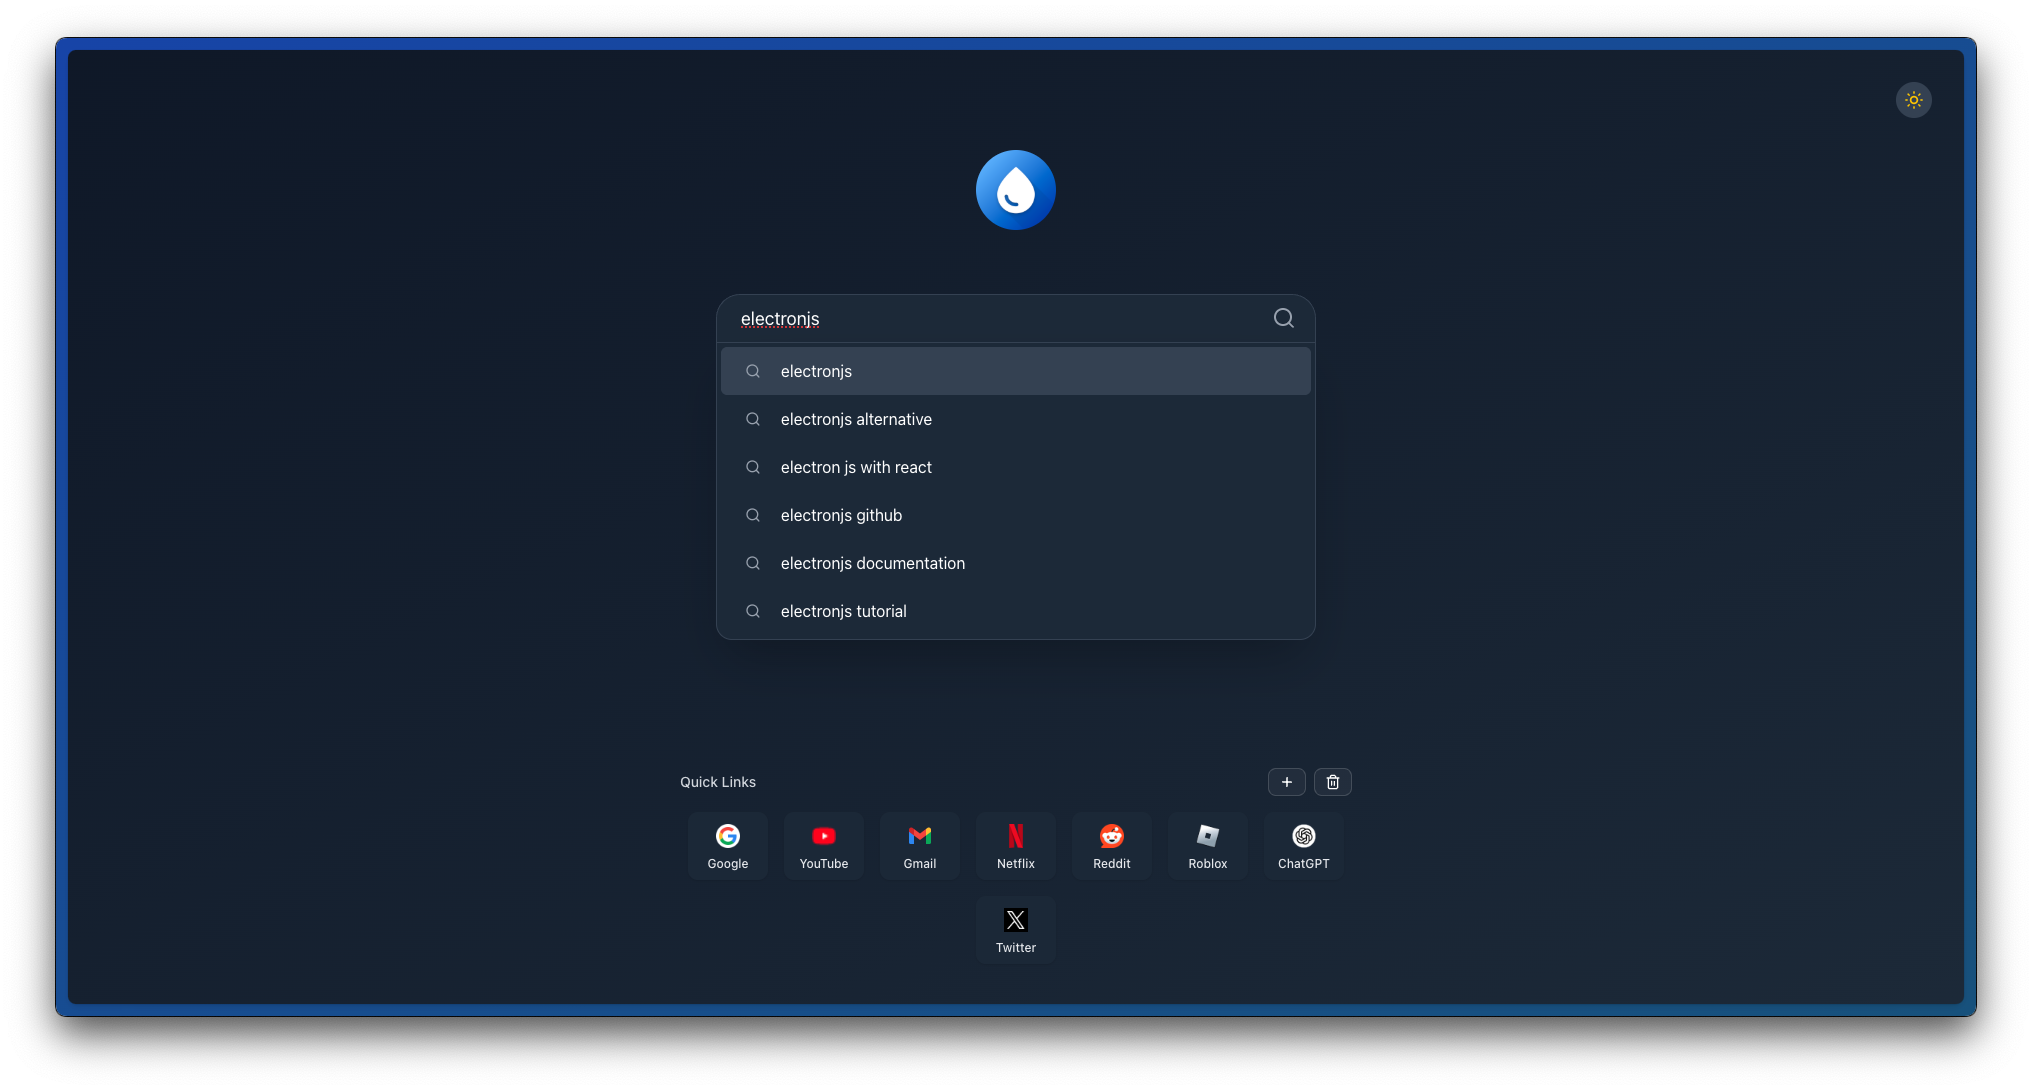 electronjs
electronjs
electronjs alternative
electron js with react
electronjs github
electronjs documentation
electronjs tutorial
Quick Links
Google
YouTube
Gmail
Netflix
Reddit
Roblox
ChatGPT
Twitter